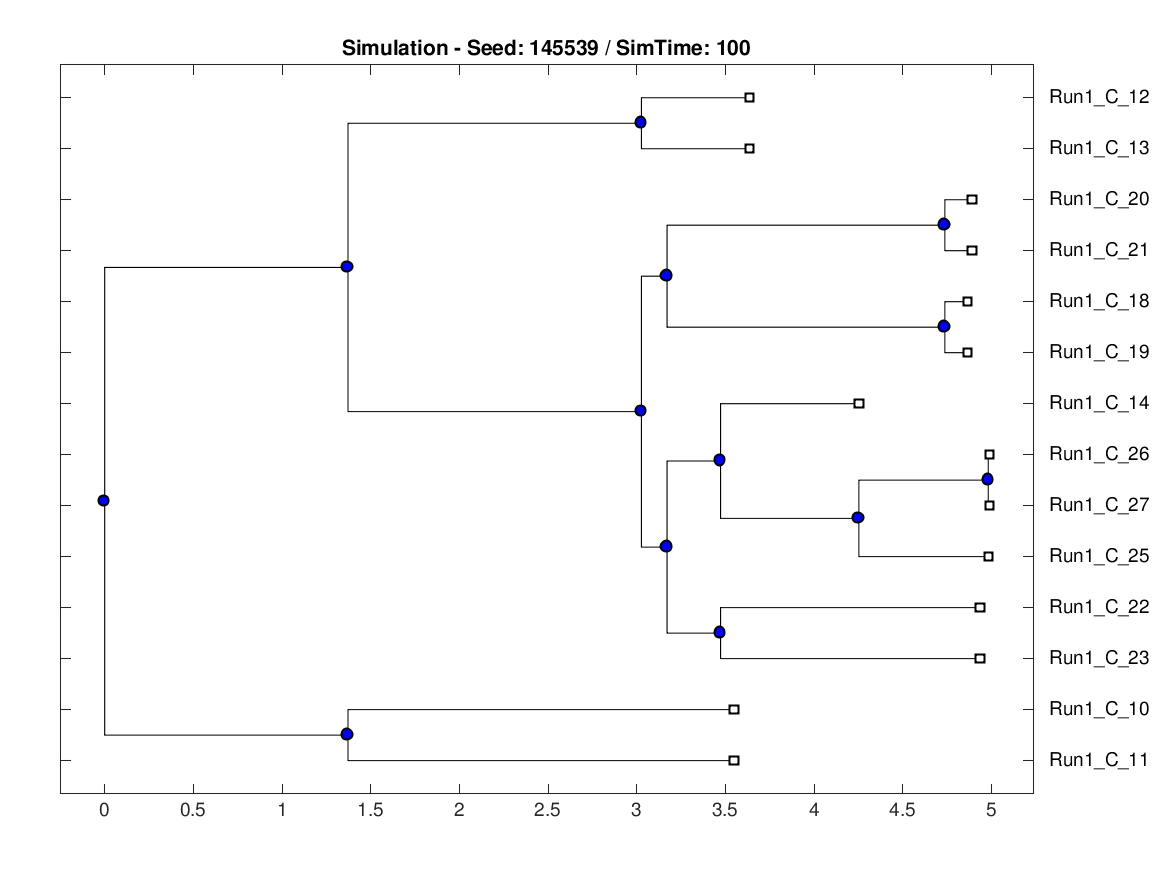 Simulation - Seed: 145539 / SimTime: 100
Run1_C_12
Run1_C_13
Run1_C_20
Run1_C_21
Run1_C_18
Run1_C_19
Run1_C_14
Run1_C_26
Run1_C_27
Run1_C_25
Run1_C_22
Run1_C_23
Run1_C_10
Run1_C_11
0 0.5 1 1.5 2 2.5 3 3.5 4 4.5 5